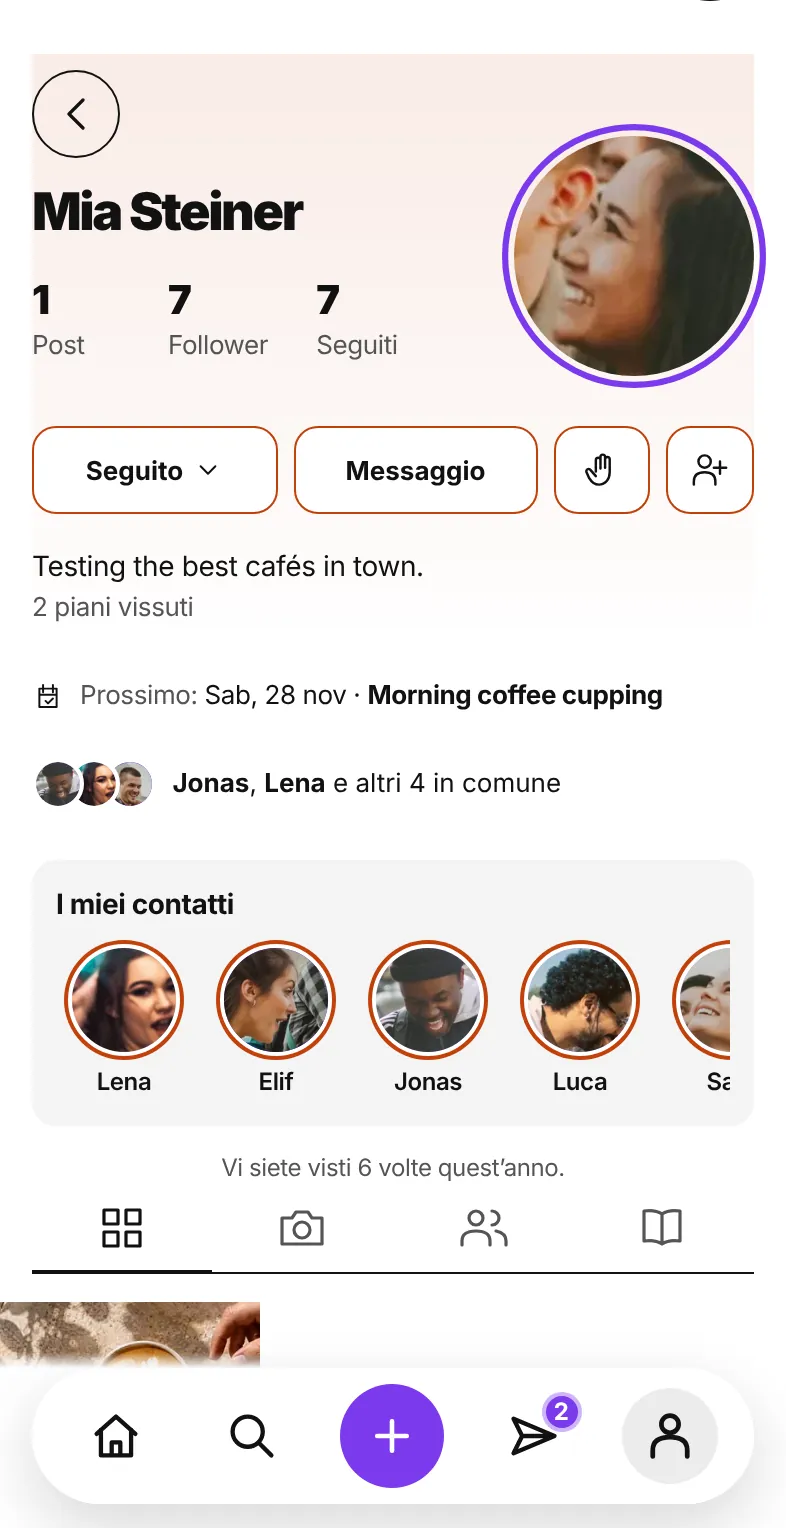 Mia Steiner
1 7 7
Post Follower Seguiti
Seguito Messaggio
Testing the best cafés in town.
2 piani vissuti
Prossimo: Sab, 28 nov · Morning coffee cupping
Jonas, Lena e altri 4 in comune
I miei contatti
Lena Elif Jonas Luca Sa
Vi siete visti 6 volte quest’anno.
2